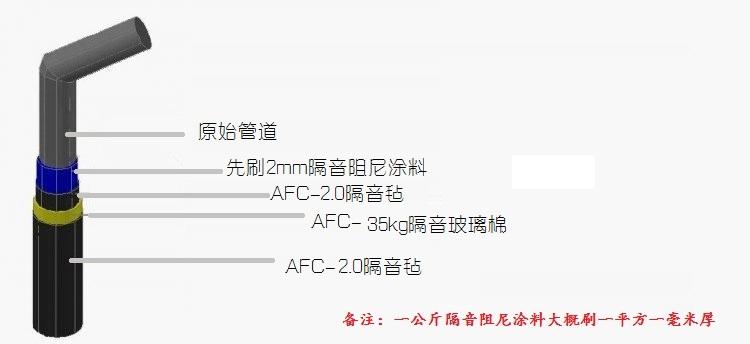 原始管道
先刷2mm隔音阻尼涂料
AFC-2.0隔音毡
AFC- 35kg隔音玻璃棉
AFC-2.0隔音毡
备注：一公斤隔音阻尼涂料大概刷一平方一毫米厚